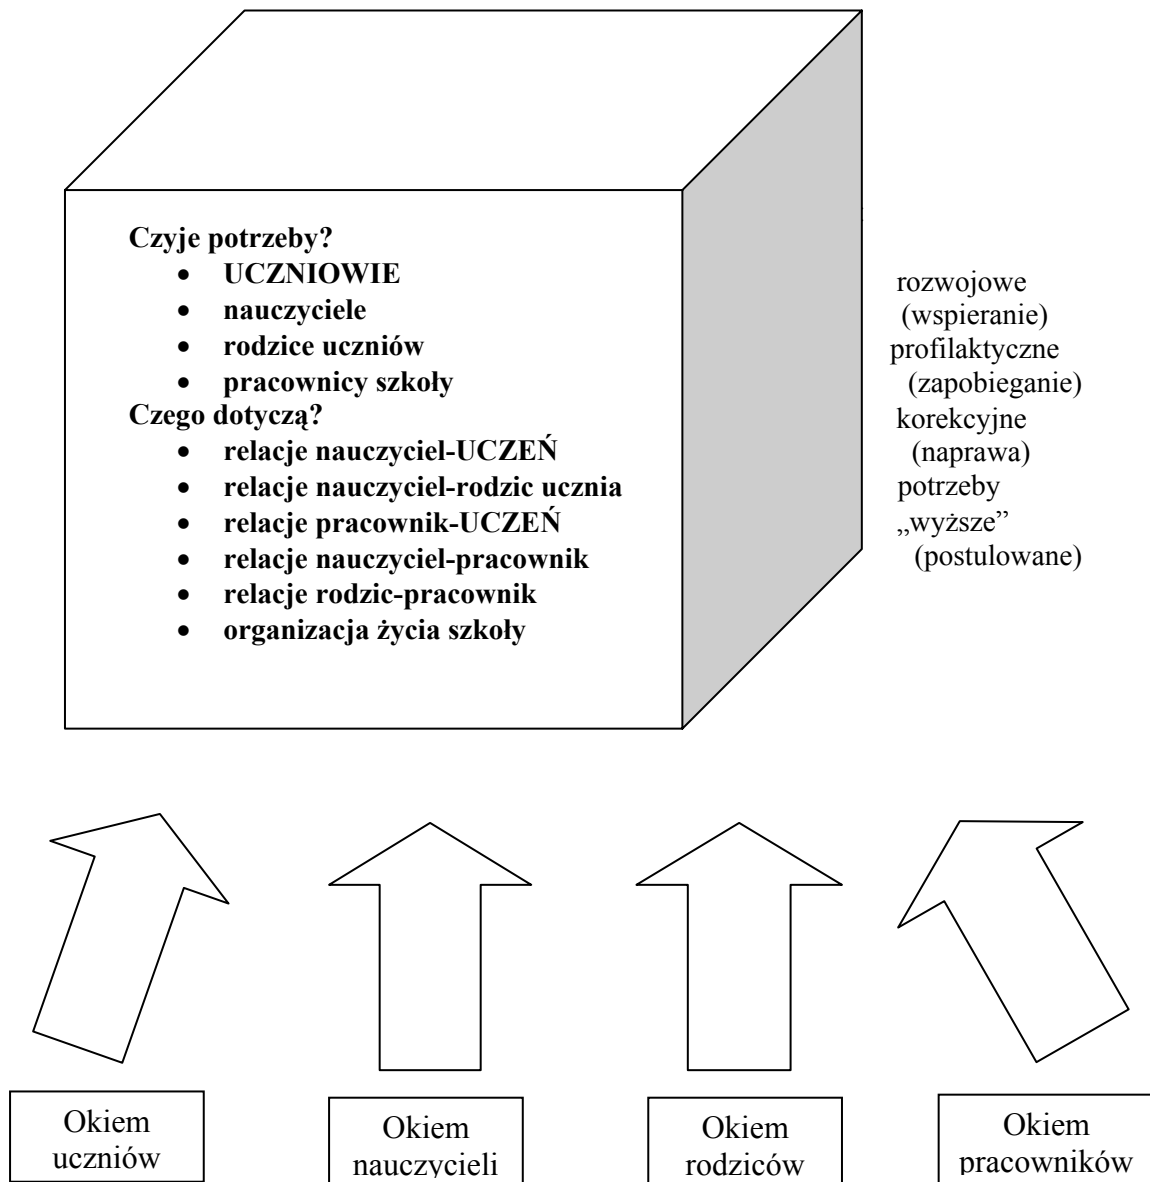 Czyje potrzeby?
• UCZNIOWIE
• nauczyciele
• rodzice uczniów
• pracownicy szkoły
Czego dotyczą?
• relacje nauczyciel-UCZEŃ
• relacje nauczyciel-rodzic ucznia
• relacje pracownik-UCZEŃ
• relacje nauczyciel-pracownik
• relacje rodzic-pracownik
• organizacja życia szkoły
rozwojowe
(wspieranie)
profilaktyczne
(zapobieganie)
korekcyjne
(naprawa)
potrzeby
„wyższe”
(postulowane)
Okiem
uczniów
Okiem
nauczycieli
Okiem
rodziców
Okiem
pracowników